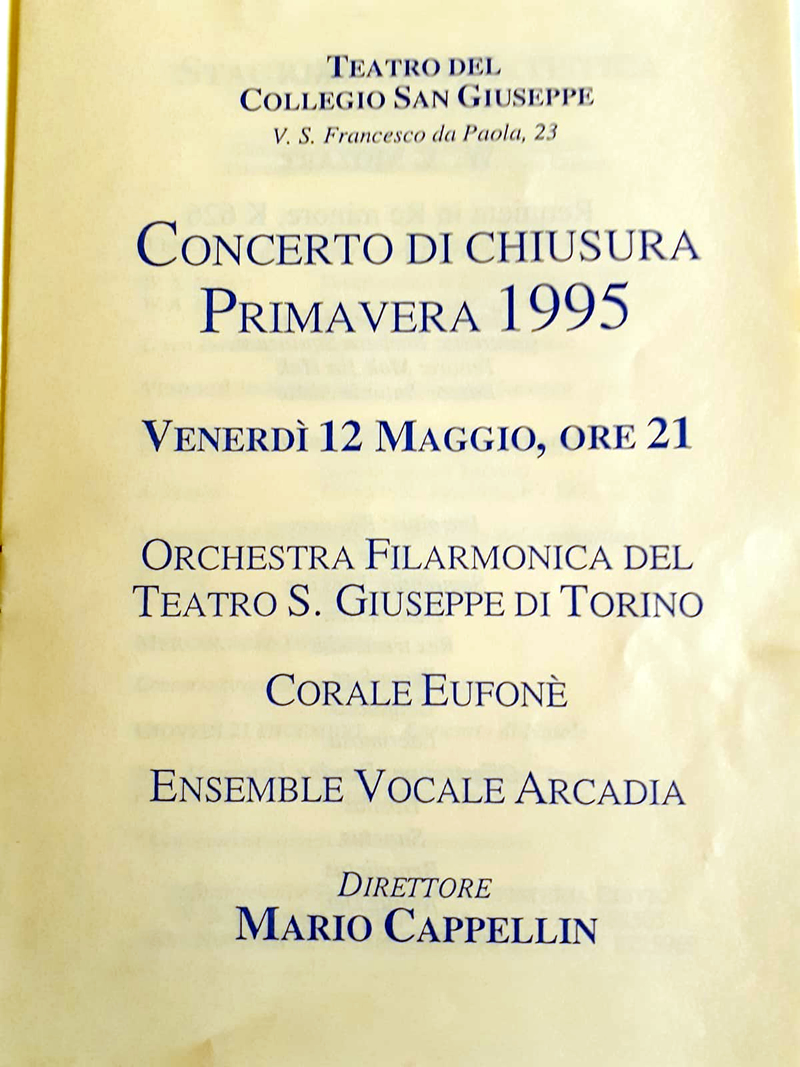 TEATRO DEL
COLLEGIO SAN GIUSEPPE
V. S. Francesco da Paola, 23
CONCERTO DI CHIUSURA
PRIMAVERA 1995
VENERDÌ 12 MAGGIO, ORE 21
ORCHESTRA FILARMONICA DEL
TEATRO S. GIUSEPPE DI TORINO
CORALE EUFONÈ
ENSEMBLE VOCALE ARCADIA
DIRETTORE
MARIO CAPPELLIN